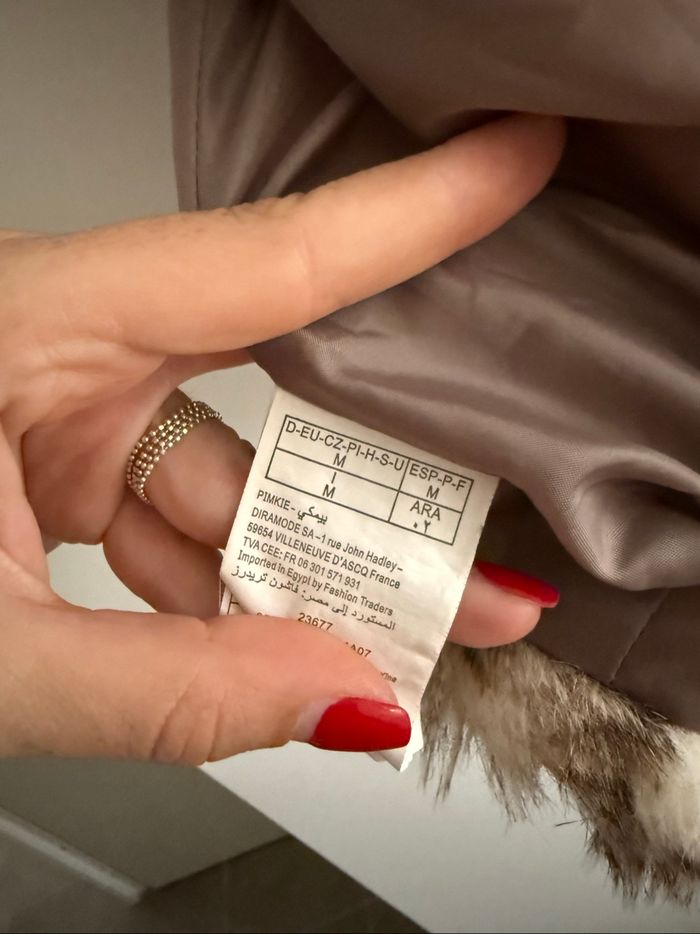 D-EU-CZ-PI-H-S-U ESP-P-F
M M
I ARA
M ٠٢
PIMKIE - بيمكي
DIRAMODE SA -1 rue John Hadley-
59654 VILLENEUVE D'ASCQ France
TVA CEE: FR 06 301 571 931
Imported in Egypt by Fashion Traders
المستورد إلى مصر: فاشون تريدرز
23677